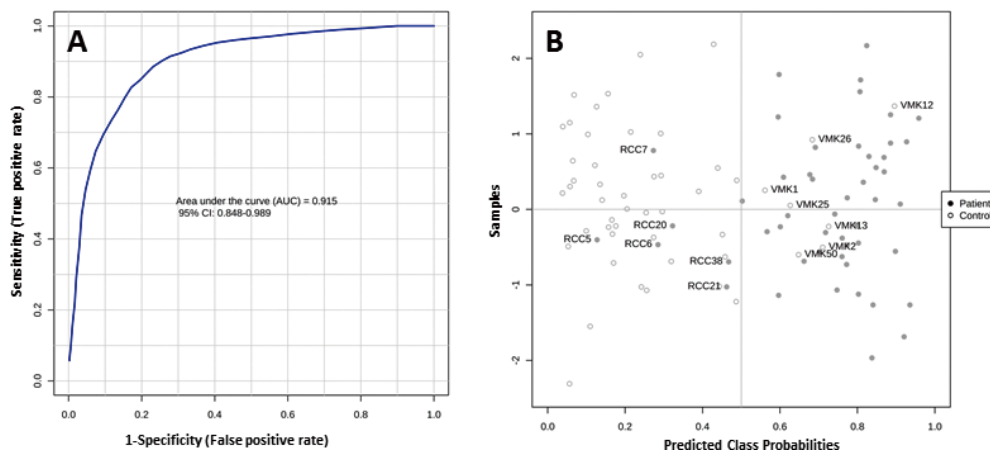 A
Sensitivity (True positive rate)
1.0
0.8
0.6
0.4
0.2
0.0
Area under the curve (AUC) = 0.915
95% CI: 0.848-0.989
0.0 0.2 0.4 0.6 0.8 1.0
1-Specificity (False positive rate)
B
Samples
2
1
0
-1
-2
VMK12
VMK26
RCC7
VMK1
VMK25
RCC20
VMK13
RCC5
RCC6
VMK2
VMK50
RCC38
RCC21
Patient
Control
0.0 0.2 0.4 0.6 0.8 1.0
Predicted Class Probabilities